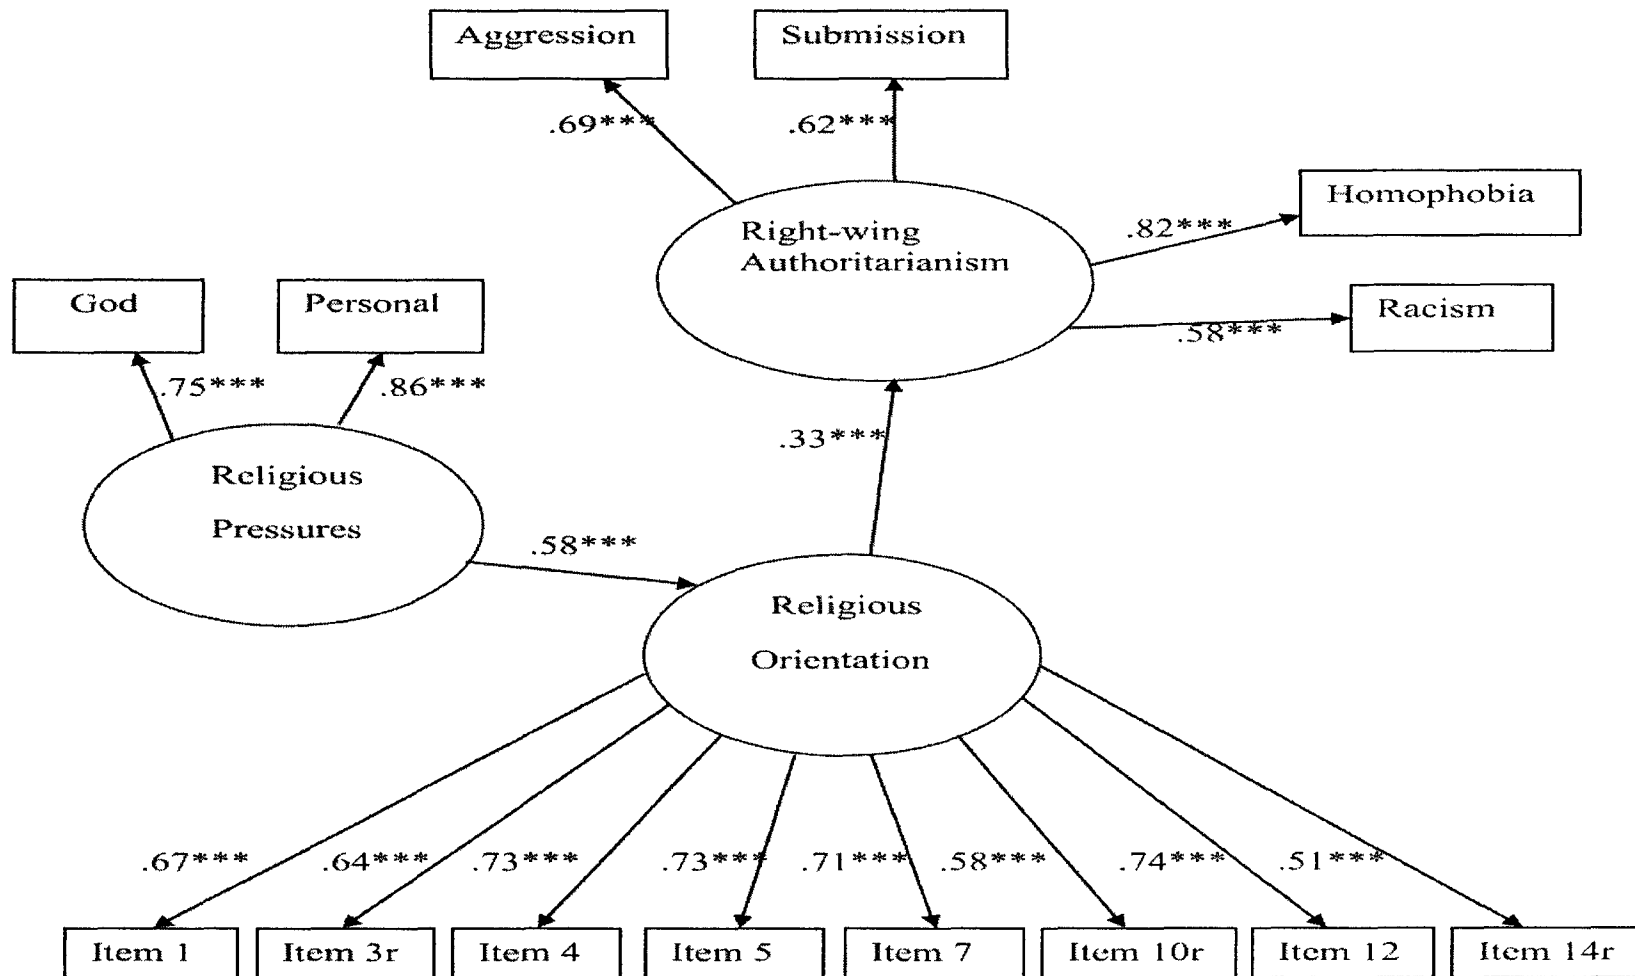 Aggression
Submission
.69***
.62***
Homophobia
Right-wing
Authoritarianism
.82***
God
Personal
Racism
.58***
.75***
.86***
.33***
Religious
Pressures
.58***
Religious
Orientation
.67***
.64***
.73***
.73***
.71***
.58***
.74***
.51***
Item 1
Item 3r
Item 4
Item 5
Item 7
Item 10r
Item 12
Item 14r